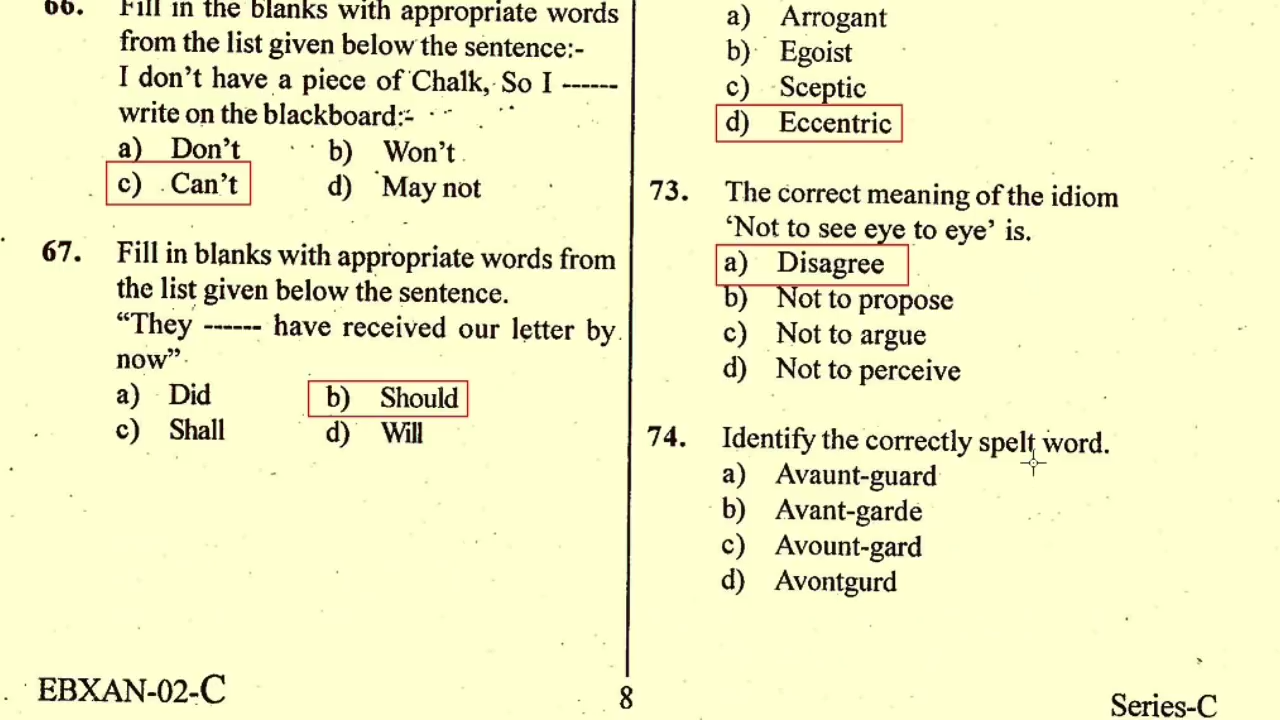 66. Fill in the blanks with appropriate words
from the list given below the sentence:-
I don't have a piece of Chalk, So I ------
write on the blackboard:-
a) Don't b) Won't
c) Can't d) May not
67. Fill in blanks with appropriate words from
the list given below the sentence.
“They ------ have received our letter by
now”
a) Did b) Should
c) Shall d) Will
a) Arrogant
b) Egoist
c) Sceptic
d) Eccentric
73. The correct meaning of the idiom
‘Not to see eye to eye’ is.
a) Disagree
b) Not to propose
c) Not to argue
d) Not to perceive
74. Identify the correctly spelt word.
a) Avaunt-guard
b) Avant-garde
c) Avount-gard
d) Avontgurd
EBXAN-02-C
8
Series-C